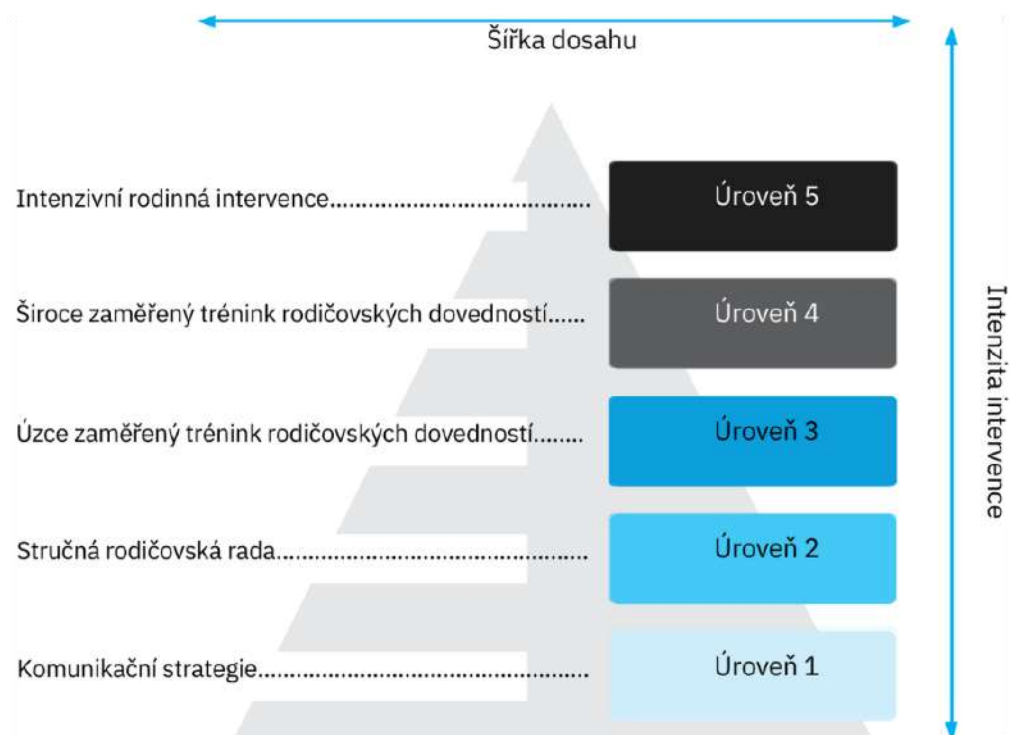 Šířka dosahu
Intenzivní rodinná intervence............................................ Úroveň 5
Široce zaměřený trénink rodičovských dovedností...... Úroveň 4
Úzce zaměřený trénink rodičovských dovedností........ Úroveň 3
Stručná rodičovská rada..................................................... Úroveň 2
Komunikační strategie........................................................ Úroveň 1
Intenzita intervence